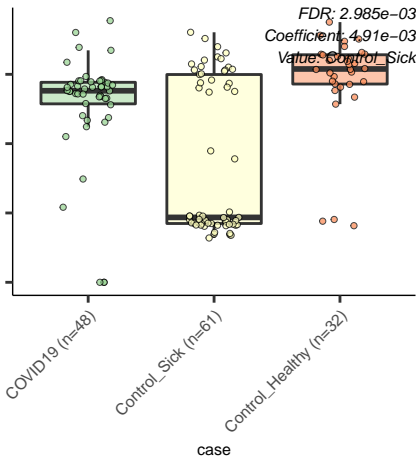 FDR: 2.985e-03
Coefficient: 4.91e-03
Value: Control_Sick
COVID19 (n=48)
Control_Sick (n=61)
Control_Healthy (n=32)
case